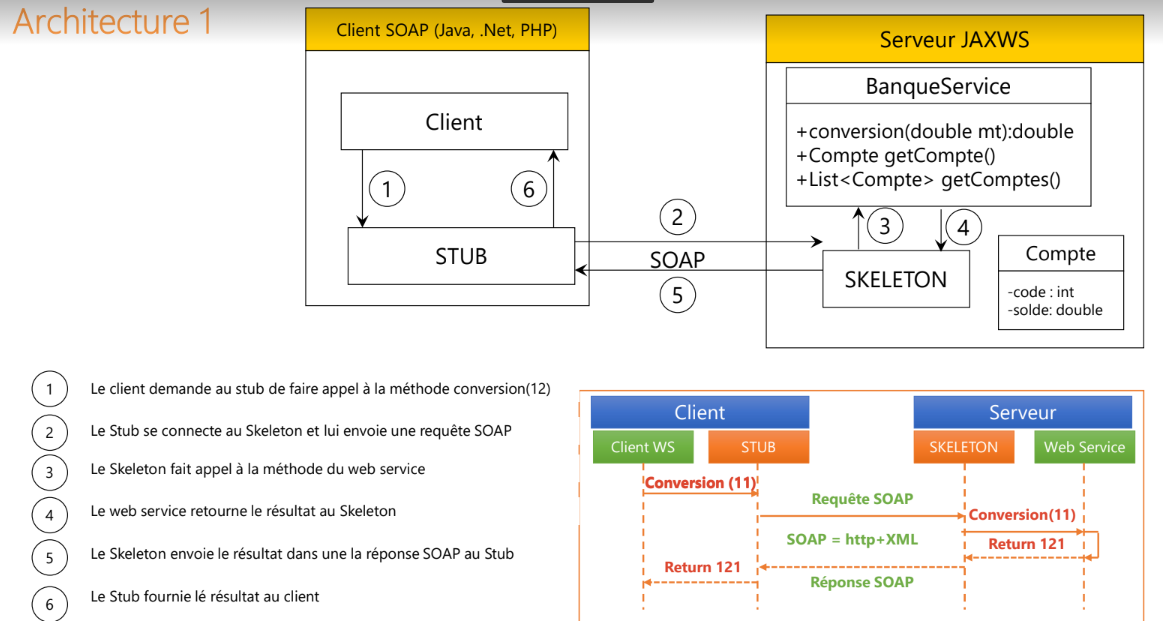 Architecture 1
Client SOAP (Java, .Net, PHP)
Client
1
6
STUB
2
SOAP
5
Serveur JAXWS
BanqueService
+conversion(double mt):double
+Compte getCompte()
+List<Compte> getComptes()
3
4
SKELETON
Compte
-code : int
-solde: double
1 Le client demande au stub de faire appel à la méthode conversion(12)
2 Le Stub se connecte au Skeleton et lui envoie une requête SOAP
3 Le Skeleton fait appel à la méthode du web service
4 Le web service retourne le résultat au Skeleton
5 Le Skeleton envoie le résultat dans une la réponse SOAP au Stub
6 Le Stub fournie lé résultat au client
Client
Serveur
Client WS
STUB
SKELETON
Web Service
Conversion (11)
Requête SOAP
Conversion(11)
SOAP = http+XML
Return 121
Return 121
Réponse SOAP